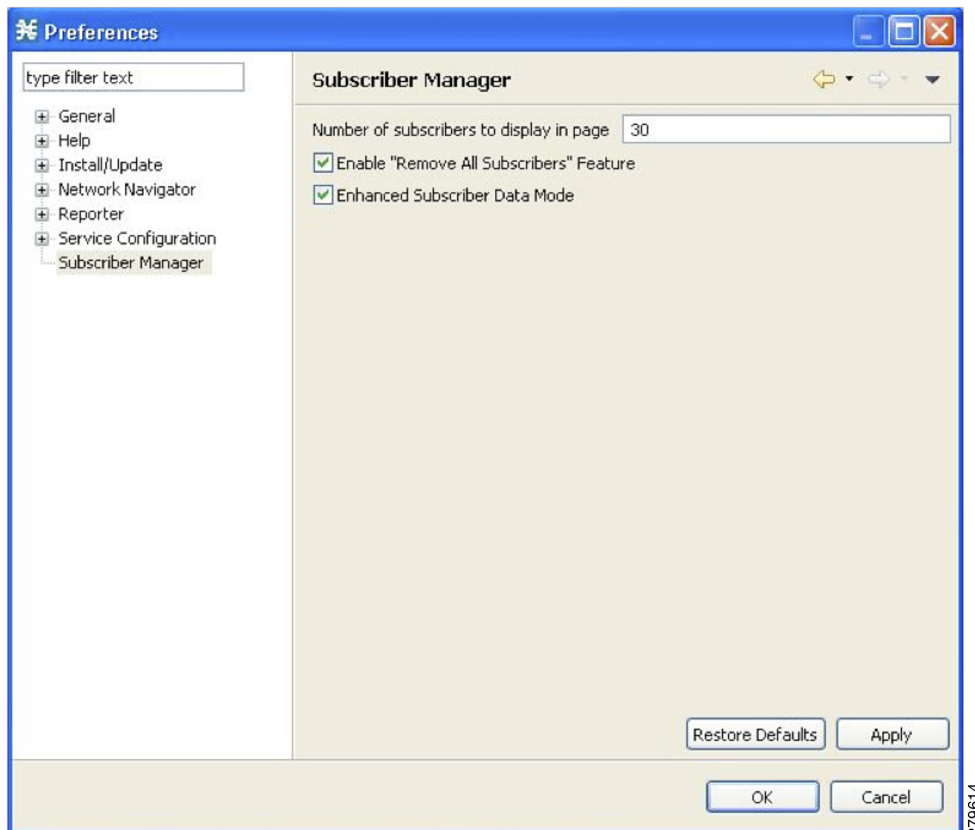 Preferences
type filter text
General
Help
Install/Update
Network Navigator
Reporter
Service Configuration
Subscriber Manager
Subscriber Manager
Number of subscribers to display in page 30
Enable "Remove All Subscribers" Feature
Enhanced Subscriber Data Mode
Restore Defaults Apply
OK Cancel